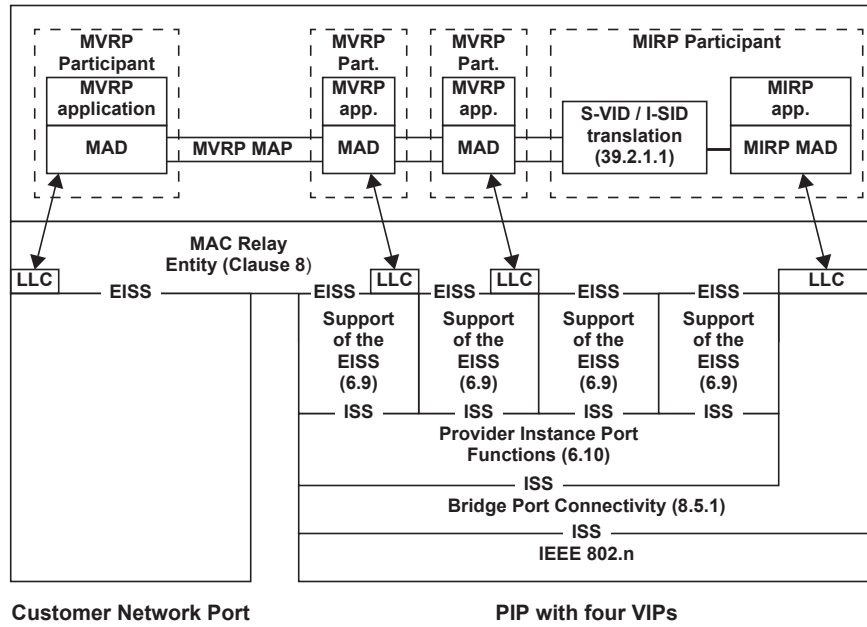 MVRP
Participant
MVRP
application
MAD
MVRP MAP
MVRP
Part.
MVRP
app.
MAD
MVRP
Part.
MVRP
app.
MAD
MIRP Participant
S-VID / I-SID
translation
(39.2.1.1)
MIRP
app.
MIRP MAD
MAC Relay
Entity (Clause 8)
LLC
EISS
EISS
LLC
EISS
LLC
EISS
EISS
LLC
Support
of the
EISS
(6.9)
Support
of the
EISS
(6.9)
Support
of the
EISS
(6.9)
Support
of the
EISS
(6.9)
ISS
ISS
ISS
ISS
Provider Instance Port
Functions (6.10)
ISS
Bridge Port Connectivity (8.5.1)
ISS
IEEE 802.n
Customer Network Port
PIP with four VIPs